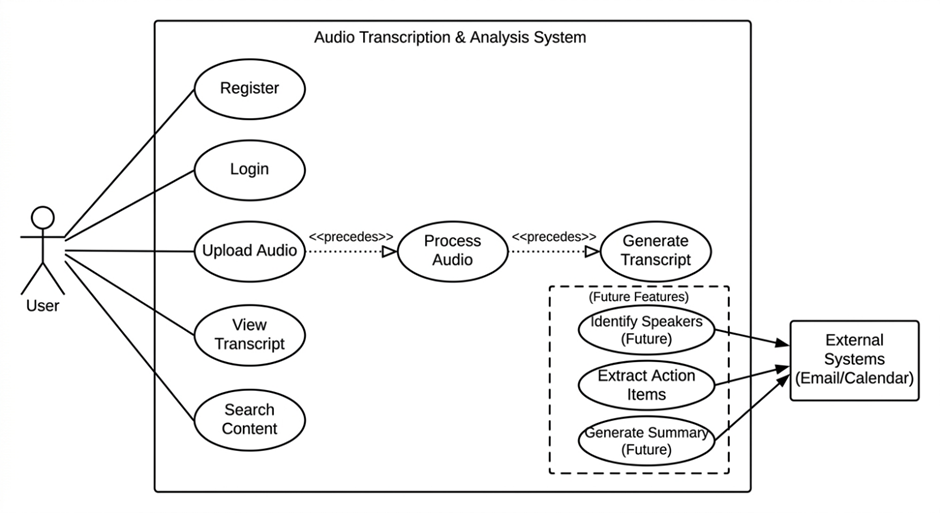 Audio Transcription & Analysis System
Register
Login
Upload Audio
<<precedes>>
Process
Audio
<<precedes>>
Generate
Transcript
User
View
Transcript
Search
Content
(Future Features)
Identify Speakers
(Future)
Extract Action
Items
Generate Summary
(Future)
External
Systems
(Email/Calendar)